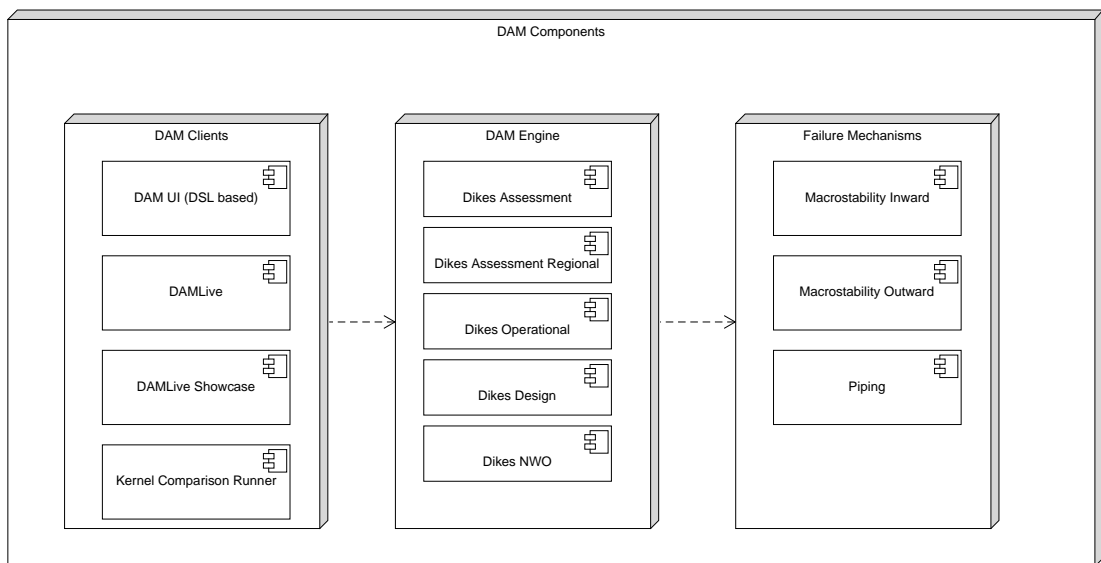 DAM Components
DAM Clients
DAM UI (DSL based)
DAMLive
DAMLive Showcase
Kernel Comparison Runner
DAM Engine
Dikes Assessment
Dikes Assessment Regional
Dikes Operational
Dikes Design
Dikes NWO
Failure Mechanisms
Macrostability Inward
Macrostability Outward
Piping